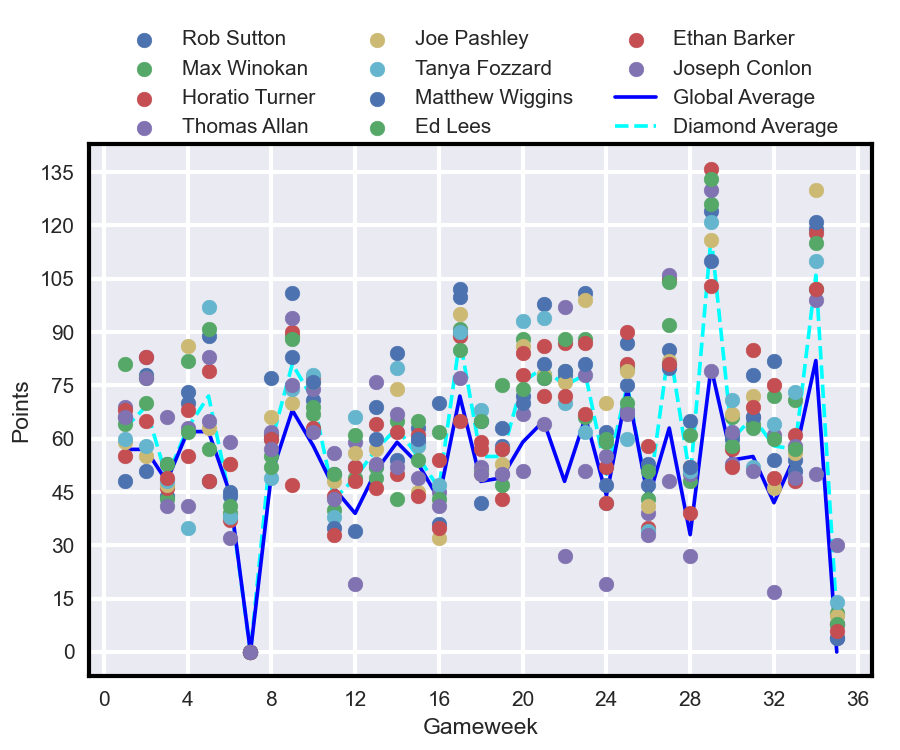 Rob Sutton Joe Pashley Ethan Barker
Max Winokan Tanya Fozzard Joseph Conlon
Horatio Turner Matthew Wiggins Global Average
Thomas Allan Ed Lees Diamond Average
135
120
105
90
75
60
45
30
15
0
Points
0 4 8 12 16 20 24 28 32 36
Gameweek